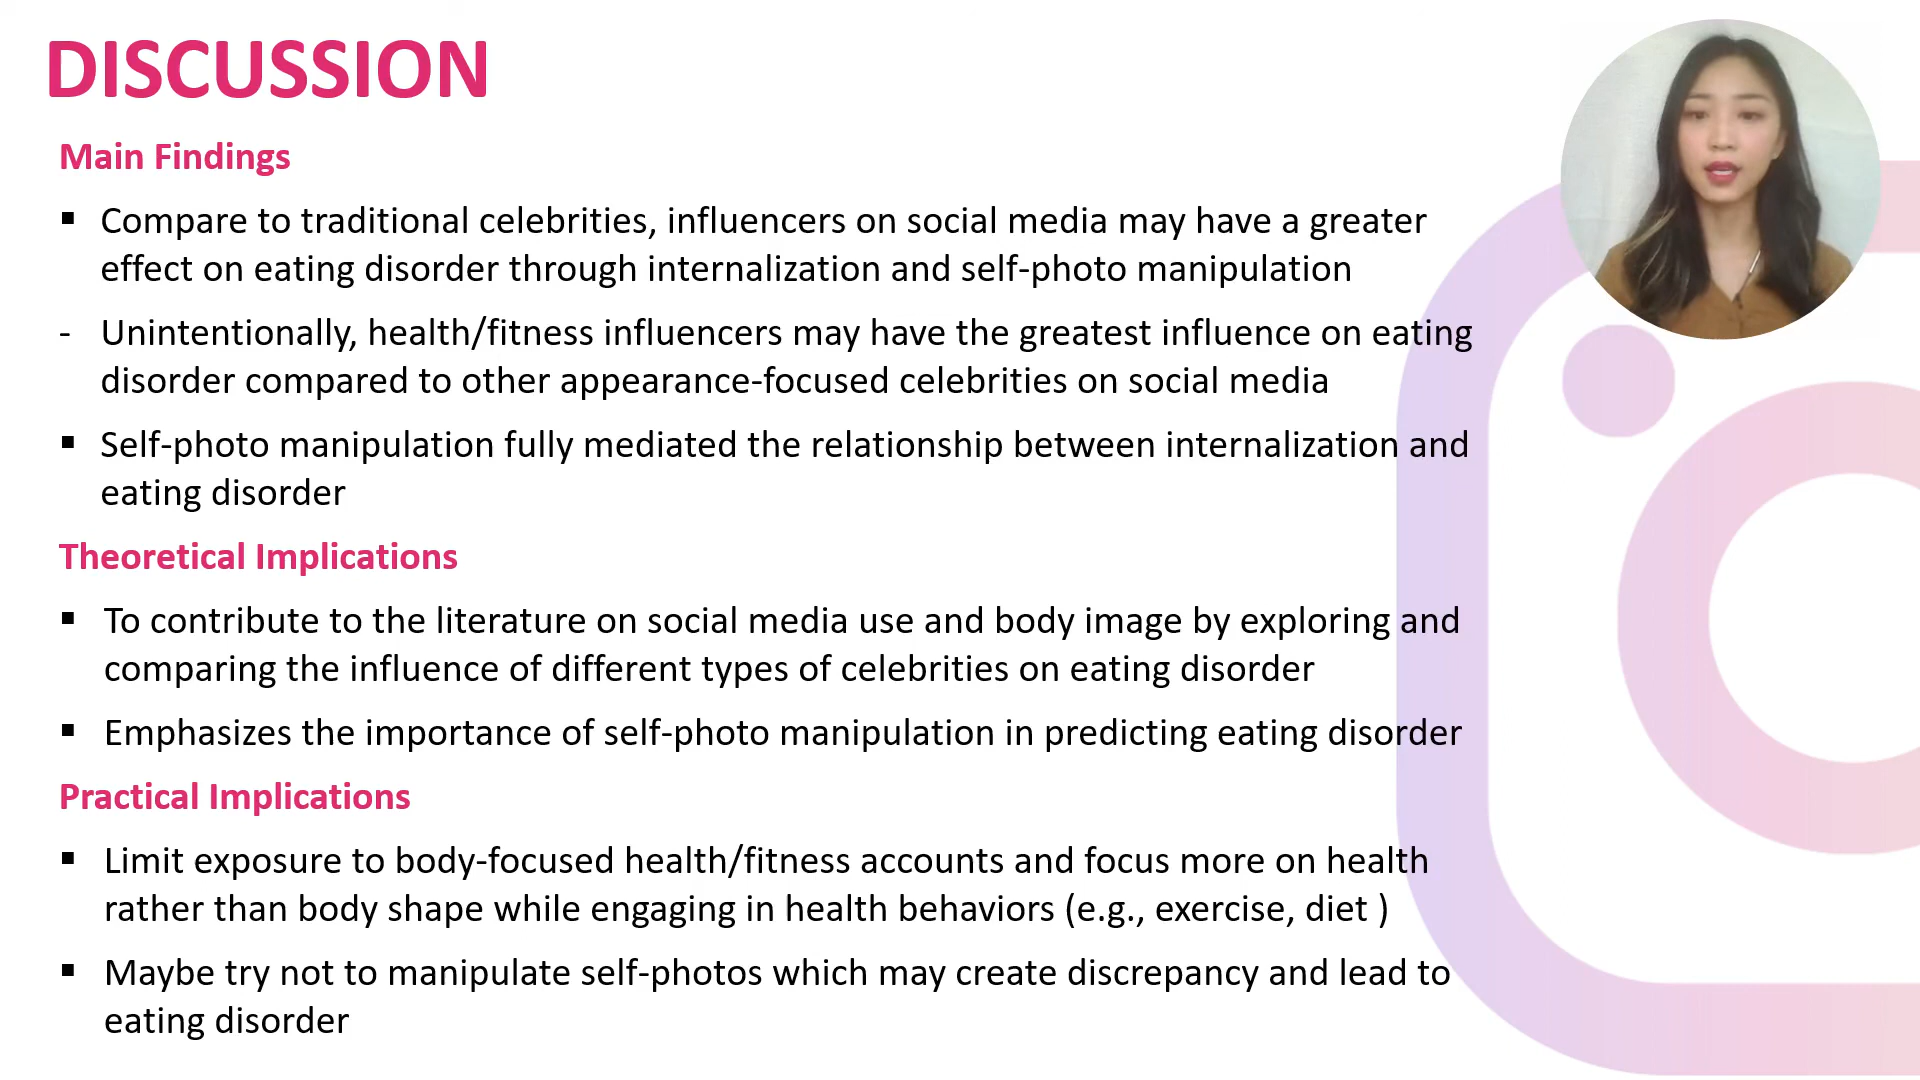 DISCUSSION
Main Findings
▪ Compare to traditional celebrities, influencers on social media may have a greater
effect on eating disorder through internalization and self-photo manipulation
- Unintentionally, health/fitness influencers may have the greatest influence on eating
disorder compared to other appearance-focused celebrities on social media
▪ Self-photo manipulation fully mediated the relationship between internalization and
eating disorder
Theoretical Implications
▪ To contribute to the literature on social media use and body image by exploring and
comparing the influence of different types of celebrities on eating disorder
▪ Emphasizes the importance of self-photo manipulation in predicting eating disorder
Practical Implications
▪ Limit exposure to body-focused health/fitness accounts and focus more on health
rather than body shape while engaging in health behaviors (e.g., exercise, diet )
▪ Maybe try not to manipulate self-photos which may create discrepancy and lead to
eating disorder